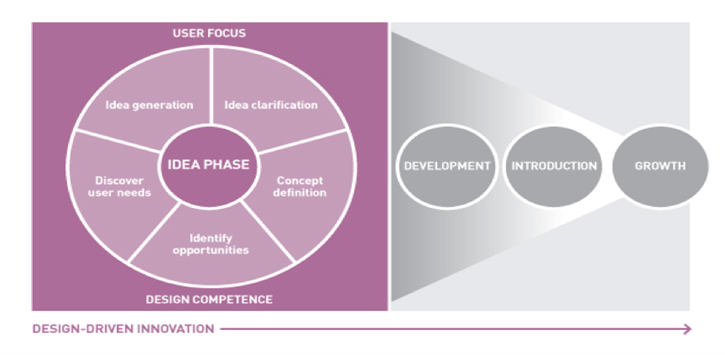 USER FOCUS
Idea generation
Idea clarification
Discover
user needs
IDEA PHASE
Concept
definition
Identify
opportunities
DESIGN COMPETENCE
DEVELOPMENT
INTRODUCTION
GROWTH
DESIGN-DRIVEN INNOVATION